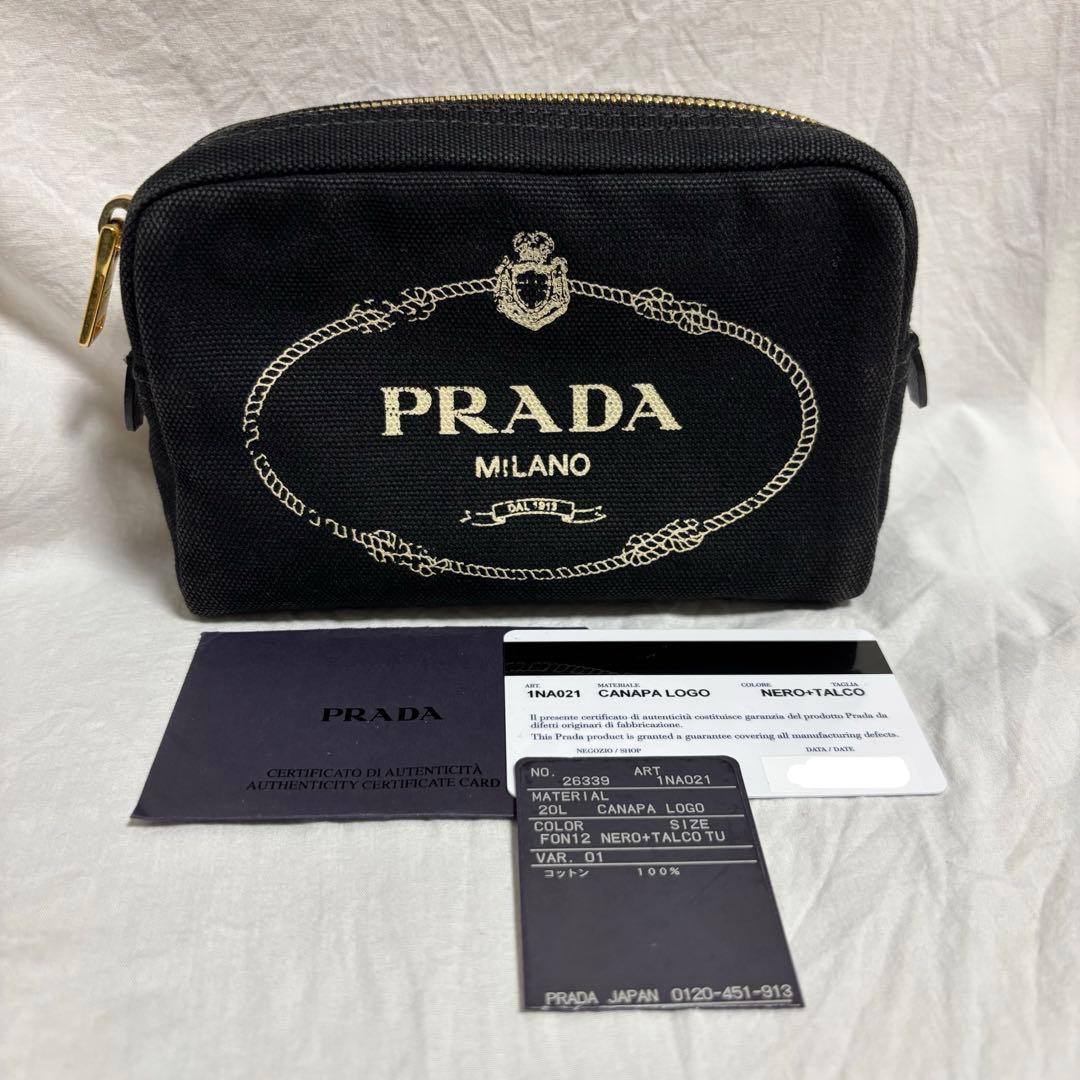 PRADA
MILANO
DAL 1913
PRADA
CERTIFICATO DI AUTENTICITÀ
AUTHENTICITY CERTIFICATE CARD
ART. MATERIALE COLORE TAGLIA
1NA021 CANAPA LOGO NERO+TALCO
Il presente certificato di autenticità costituisce garanzia del prodotto Prada da
difetti originari di fabbricazione.
This Prada product is granted a guarantee covering all manufacturing defects.
NEGOZIO / SHOP DATA / DATE
NO. 26339 ART 1NA021
MATERIAL
20L CANAPA LOGO
COLOR SIZE
F0N12 NERO+TALCO TU
VAR. 01
コットン 100%
PRADA JAPAN 0120-451-913